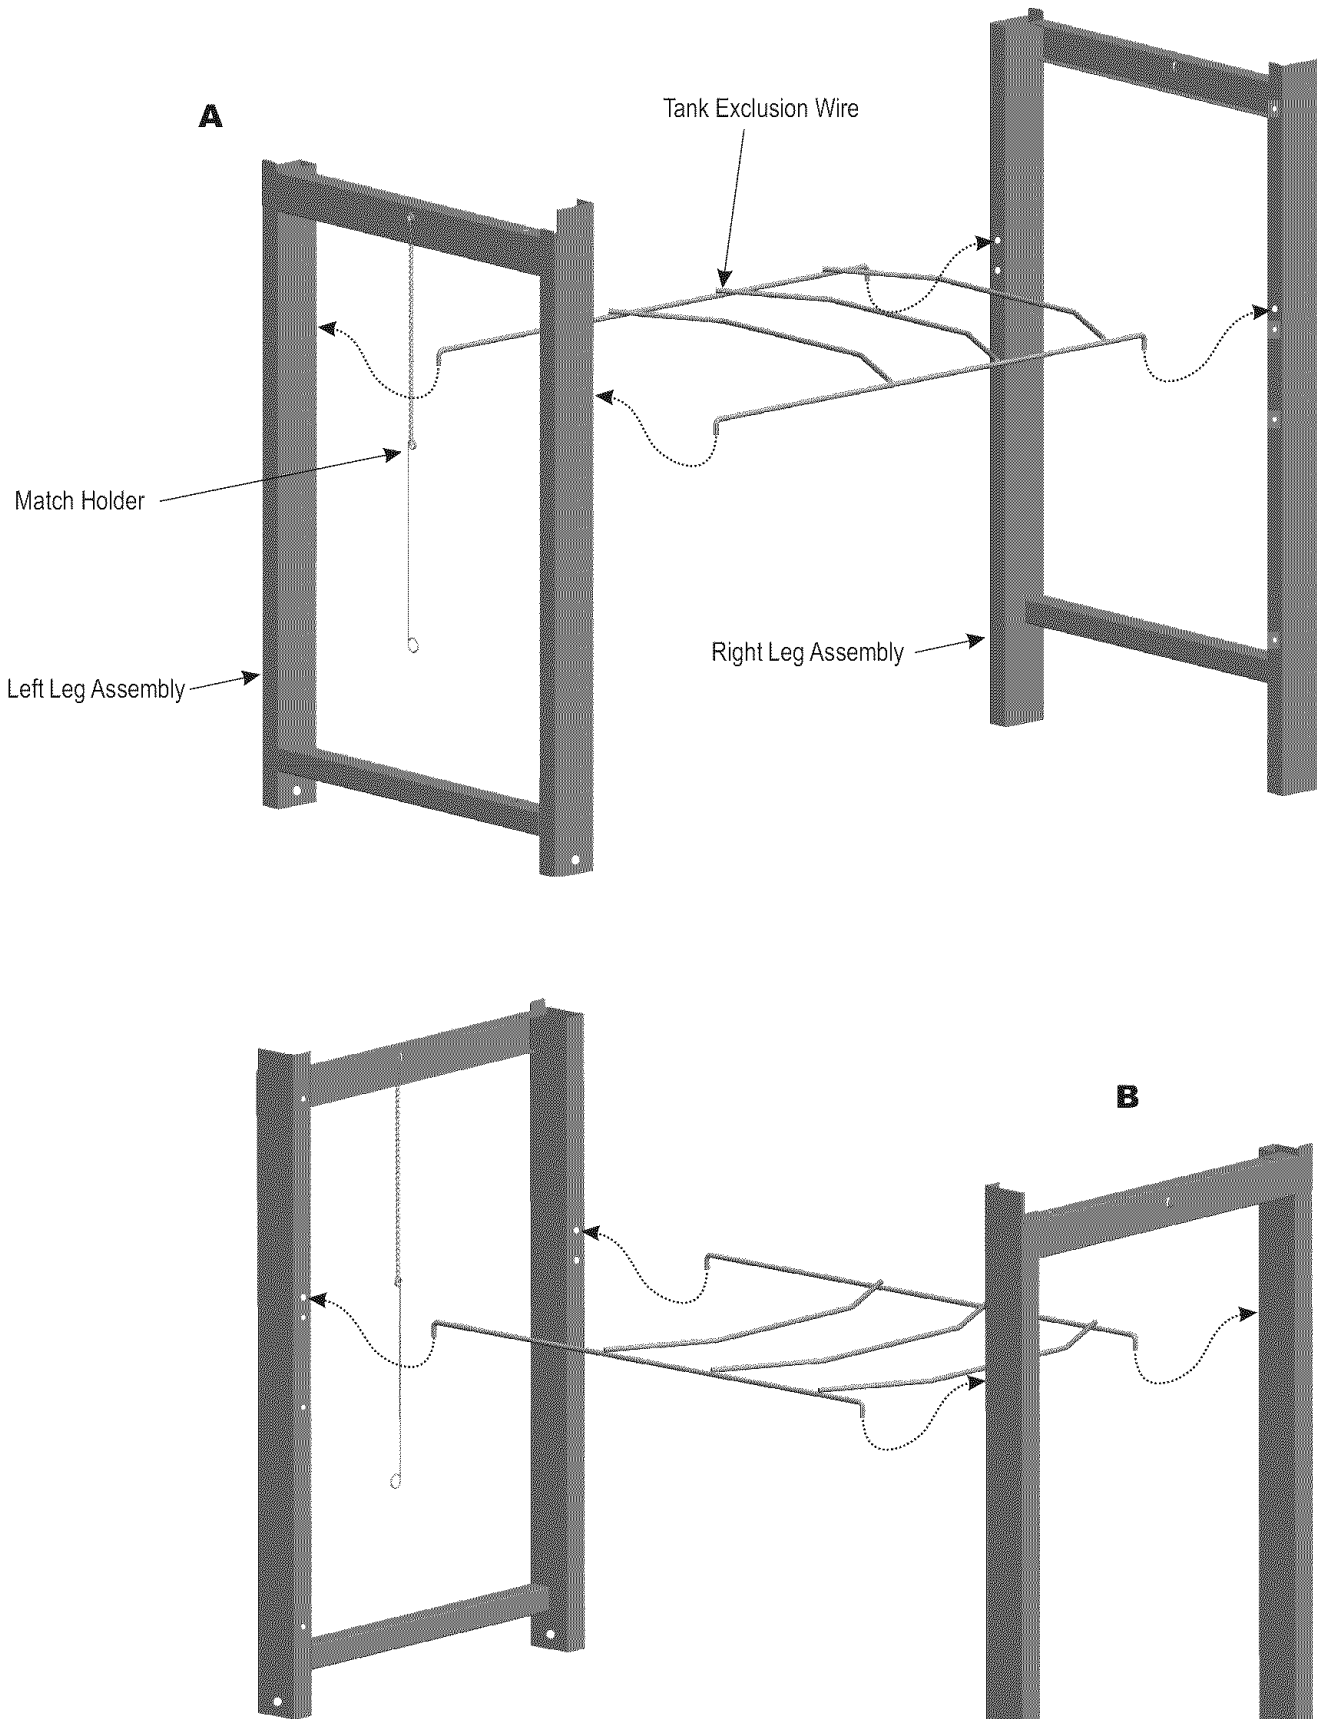 A
Tank Exclusion Wire
Match Holder
Right Leg Assembly
Left Leg Assembly
B